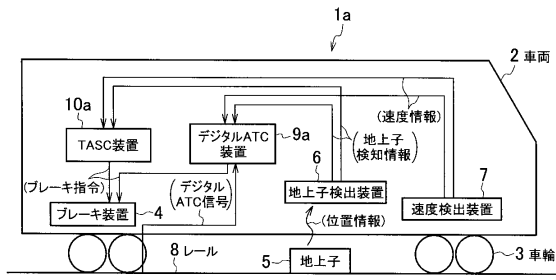 1a
2 車両
10a
(速度情報)
TASC装置
デジタルATC
装置
9a
(地上子
検知情報)
6
7
(ブレーキ指令)
(デジタル
ATC信号)
地上子検出装置
速度検出装置
ブレーキ装置
4
(位置情報)
3 車輪
8 レール
5
地上子